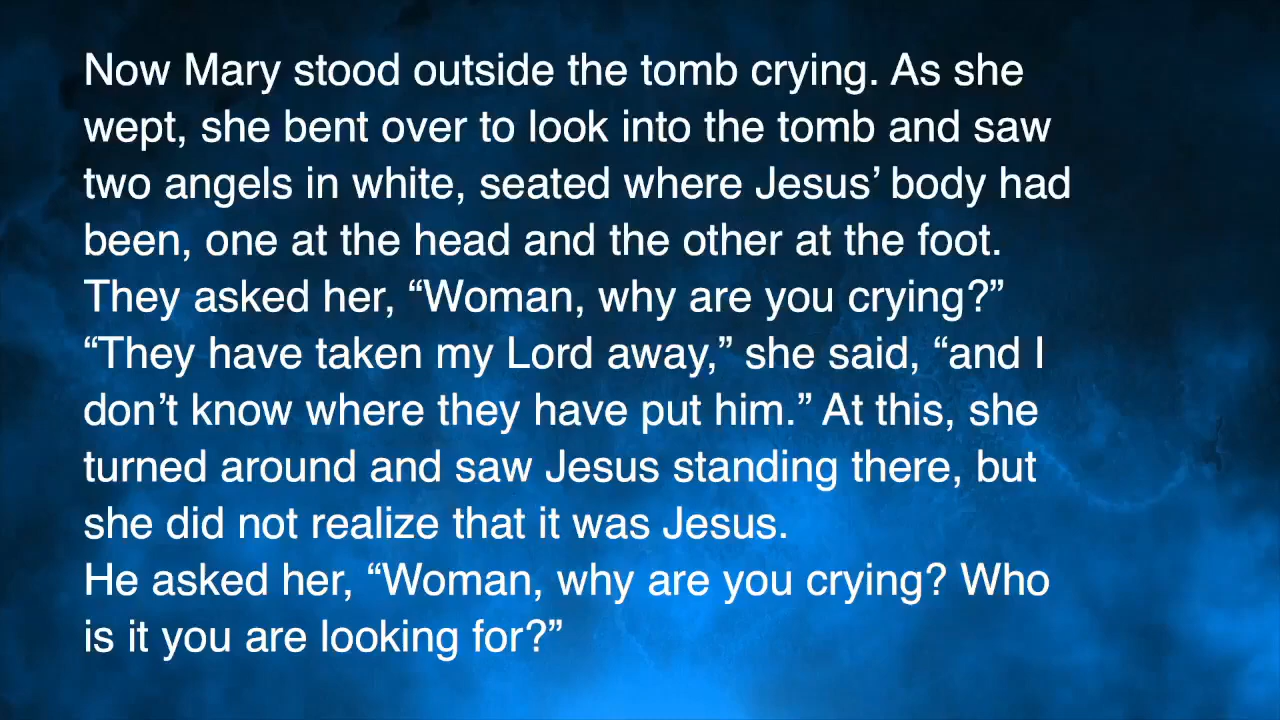 Now Mary stood outside the tomb crying. As she
wept, she bent over to look into the tomb and saw
two angels in white, seated where Jesus’ body had
been, one at the head and the other at the foot.
They asked her, “Woman, why are you crying?”
“They have taken my Lord away,” she said, “and I
don’t know where they have put him.” At this, she
turned around and saw Jesus standing there, but
she did not realize that it was Jesus.
He asked her, “Woman, why are you crying? Who
is it you are looking for?”